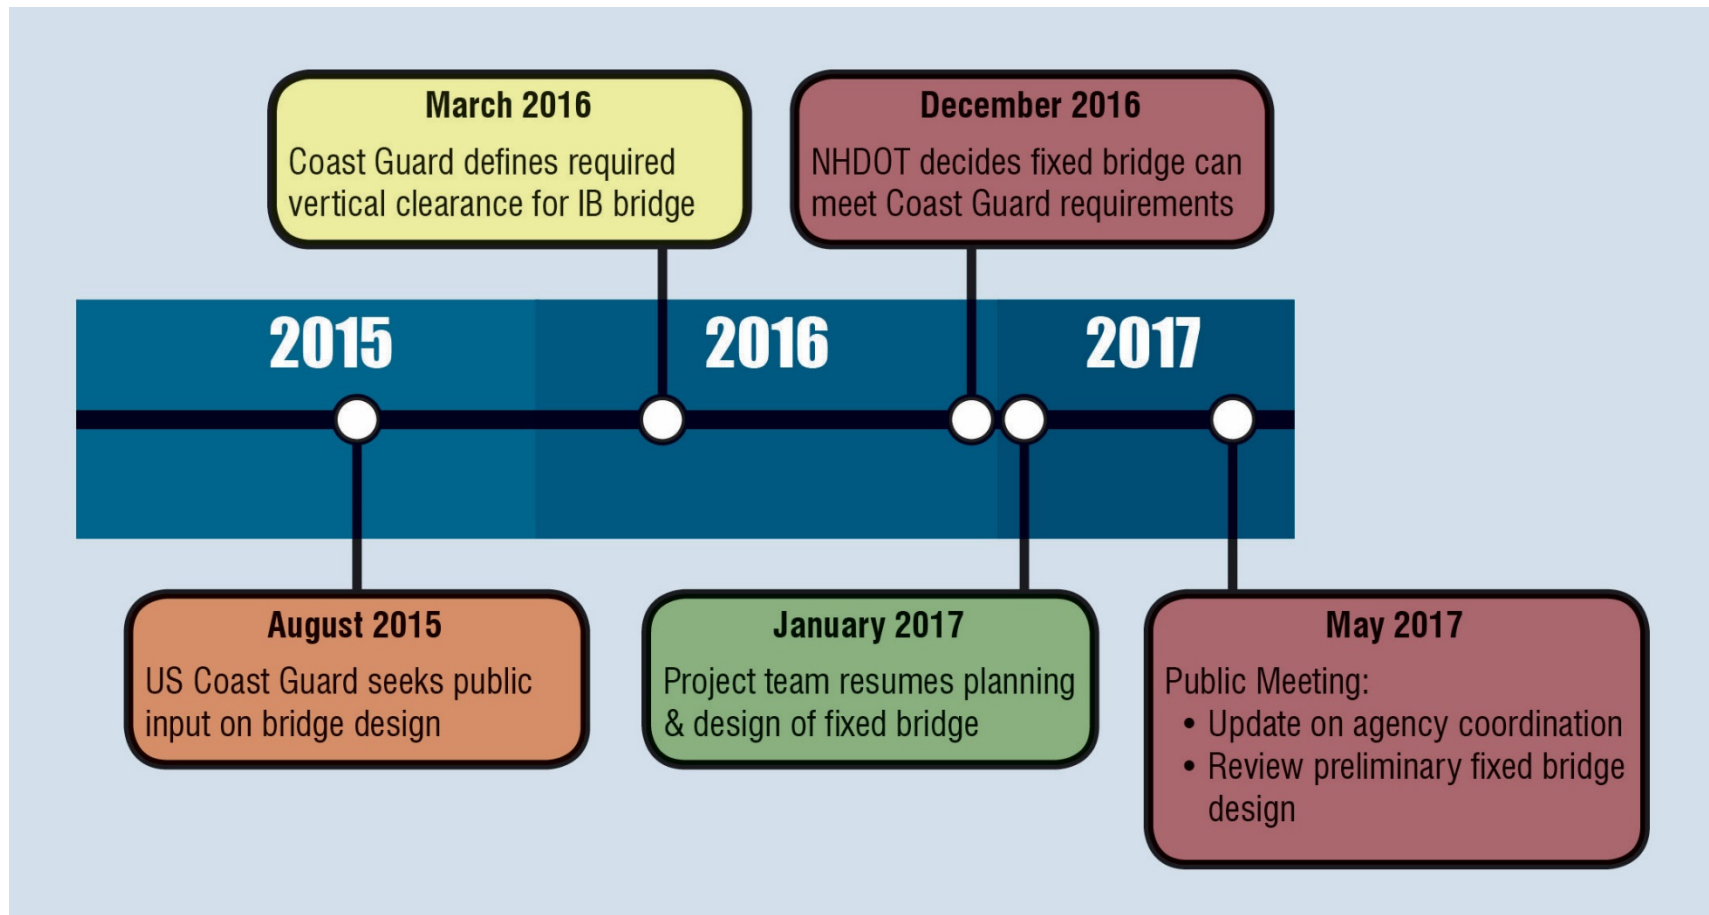 March 2016
Coast Guard defines required
vertical clearance for IB bridge
December 2016
NHDOT decides fixed bridge can
meet Coast Guard requirements
2015
2016
2017
August 2015
US Coast Guard seeks public
input on bridge design
January 2017
Project team resumes planning
& design of fixed bridge
May 2017
Public Meeting:
• Update on agency coordination
• Review preliminary fixed bridge
design